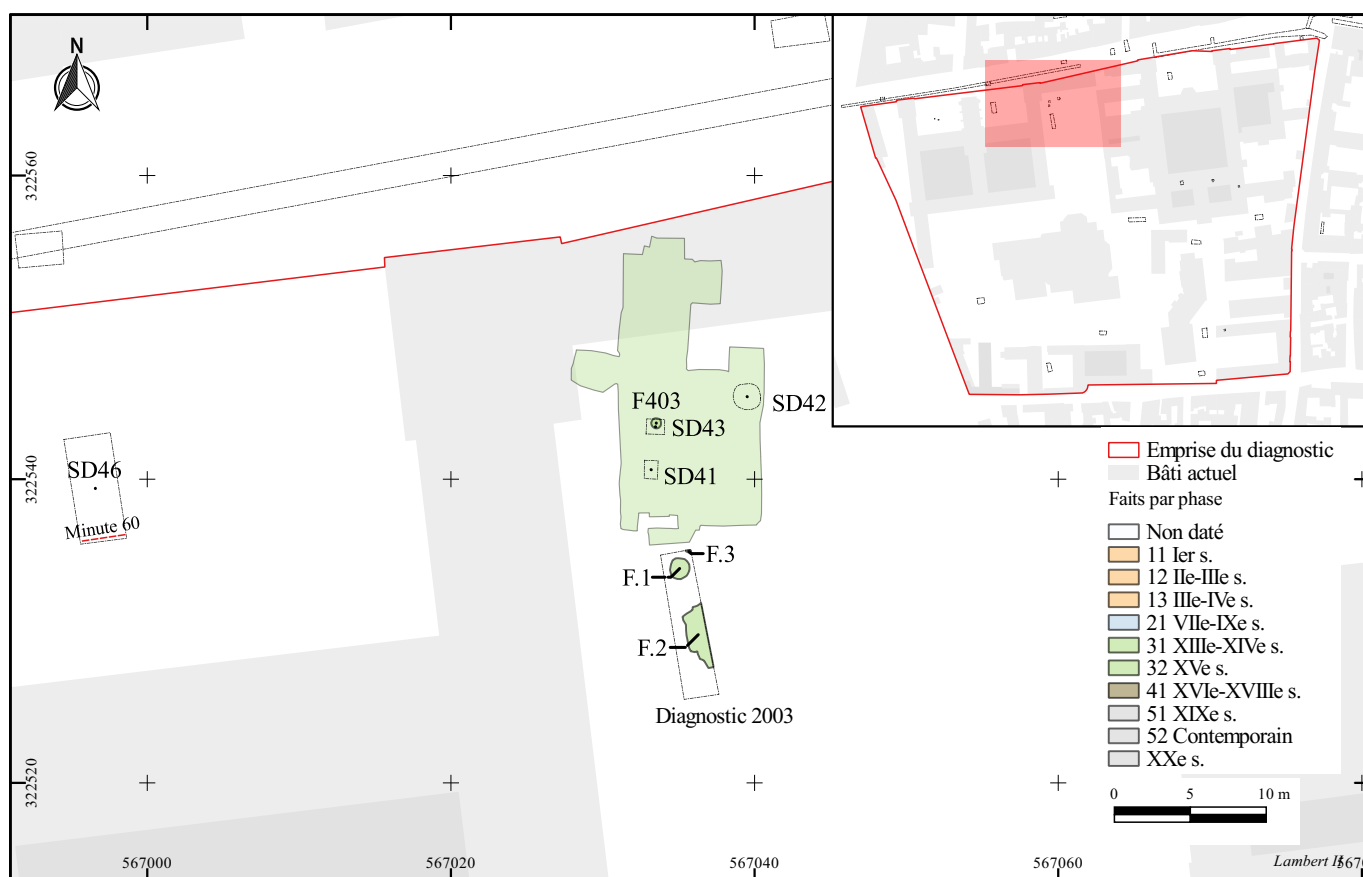 N
322560
322540
322520
F403
SD42
SD43
SD41
SD46
Minute 60
F.3
F.1
F.2
Diagnostic 2003
Emprise du diagnostic
Bâti actuel
Faits par phase
Non daté
11 Ier s.
12 IIe-IIIe s.
13 IIIe-IVe s.
21 VIIe-IXe s.
31 XIIIe-XIVe s.
32 XVe s.
41 XVIe-XVIIIe s.
51 XIXe s.
52 Contemporain
XXe s.
0 5 10 m
567000 567020 567040 567060
Lambert II